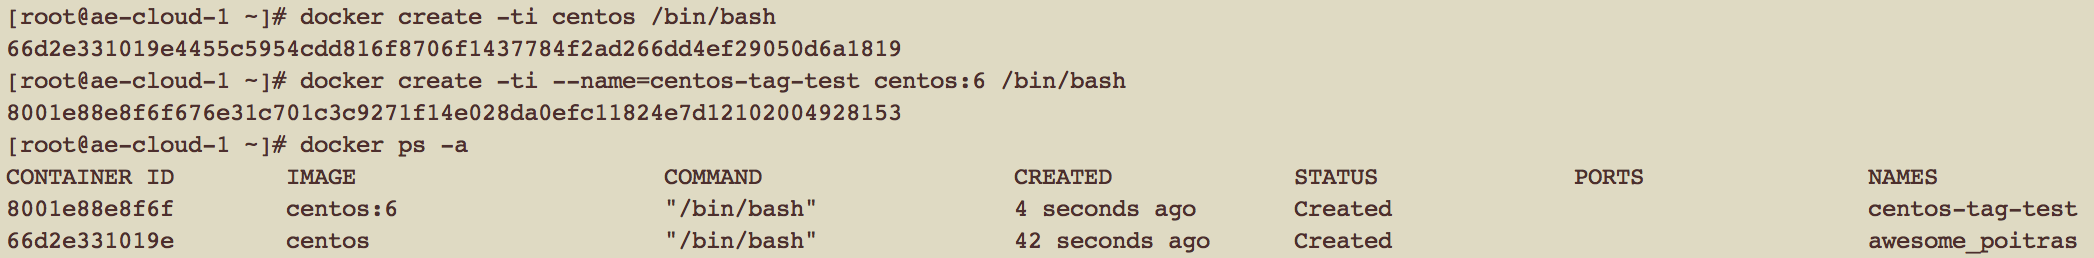 [root@ae-cloud-1 ~]# docker create -ti centos /bin/bash
66d2e331019e4455c5954cdd816f8706f1437784f2ad266dd4ef29050d6a1819
[root@ae-cloud-1 ~]# docker create -ti --name=centos-tag-test centos:6 /bin/bash
8001e88e8f6f676e31c701c3c9271f14e028da0efc11824e7d12102004928153
[root@ae-cloud-1 ~]# docker ps -a
CONTAINER ID IMAGE COMMAND CREATED STATUS PORTS NAMES
8001e88e8f6f centos:6 "/bin/bash" 4 seconds ago Created centos-tag-test
66d2e331019e centos "/bin/bash" 42 seconds ago Created awesome_poitras